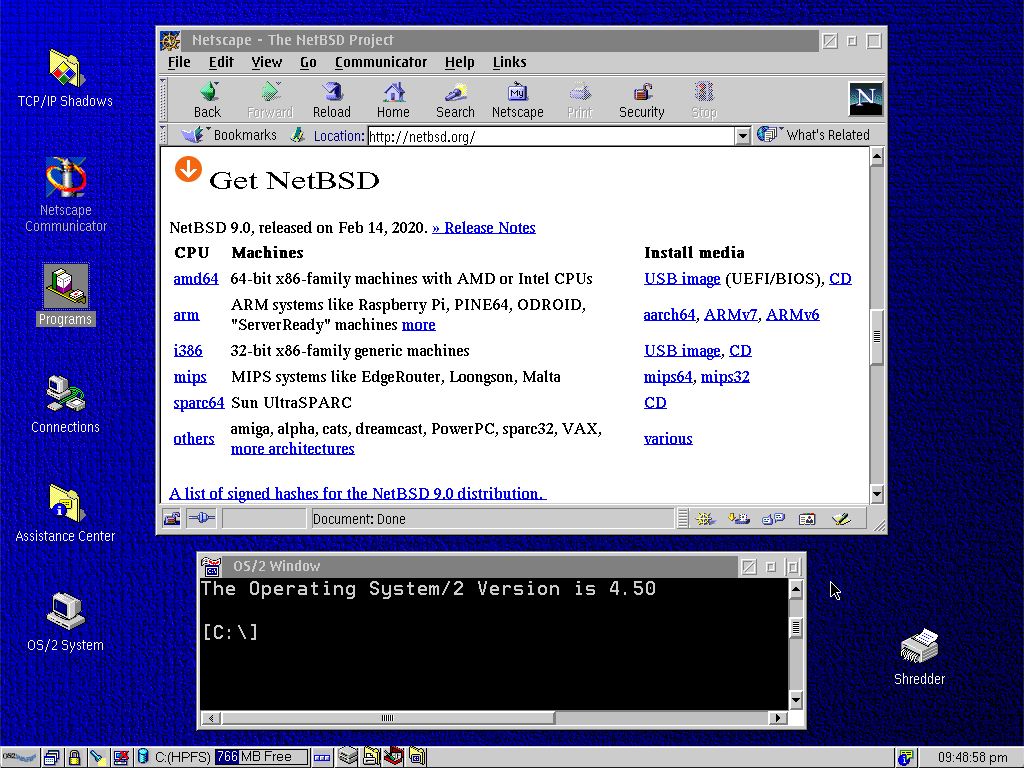 Netscape - The NetBSD Project
File Edit View Go Communicator Help Links
Back Forward Reload Home Search Netscape Print Security Stop
My
N
Bookmarks Location: http://netbsd.org/ What's Related
Get NetBSD
NetBSD 9.0, released on Feb 14, 2020. » Release Notes
CPU Machines Install media
amd64 64-bit x86-family machines with AMD or Intel CPUs USB image (UEFI/BIOS), CD
arm ARM systems like Raspberry Pi, PINE64, ODROID,
"ServerReady" machines more aarch64, ARMv7, ARMv6
i386 32-bit x86-family generic machines USB image, CD
mips MIPS systems like EdgeRouter, Loongson, Malta mips64, mips32
sparc64 Sun UltraSPARC CD
others amiga, alpha, cats, dreamcast, PowerPC, sparc32, VAX,
more architectures various
A list of signed hashes for the NetBSD 9.0 distribution.
Document: Done
TCP/IP Shadows
Netscape
Communicator
Programs
Connections
Assistance Center
OS/2 System
OS/2 Window
The Operating System/2 Version is 4.50
[C:\]
Shredder
OS/2 Warp
C:(HPFS) 766 MB Free
09:48:58 pm